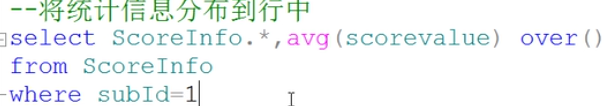 --将统计信息分布到行中
select ScoreInfo.*,avg(scorevalue) over()
from ScoreInfo
where subId=1